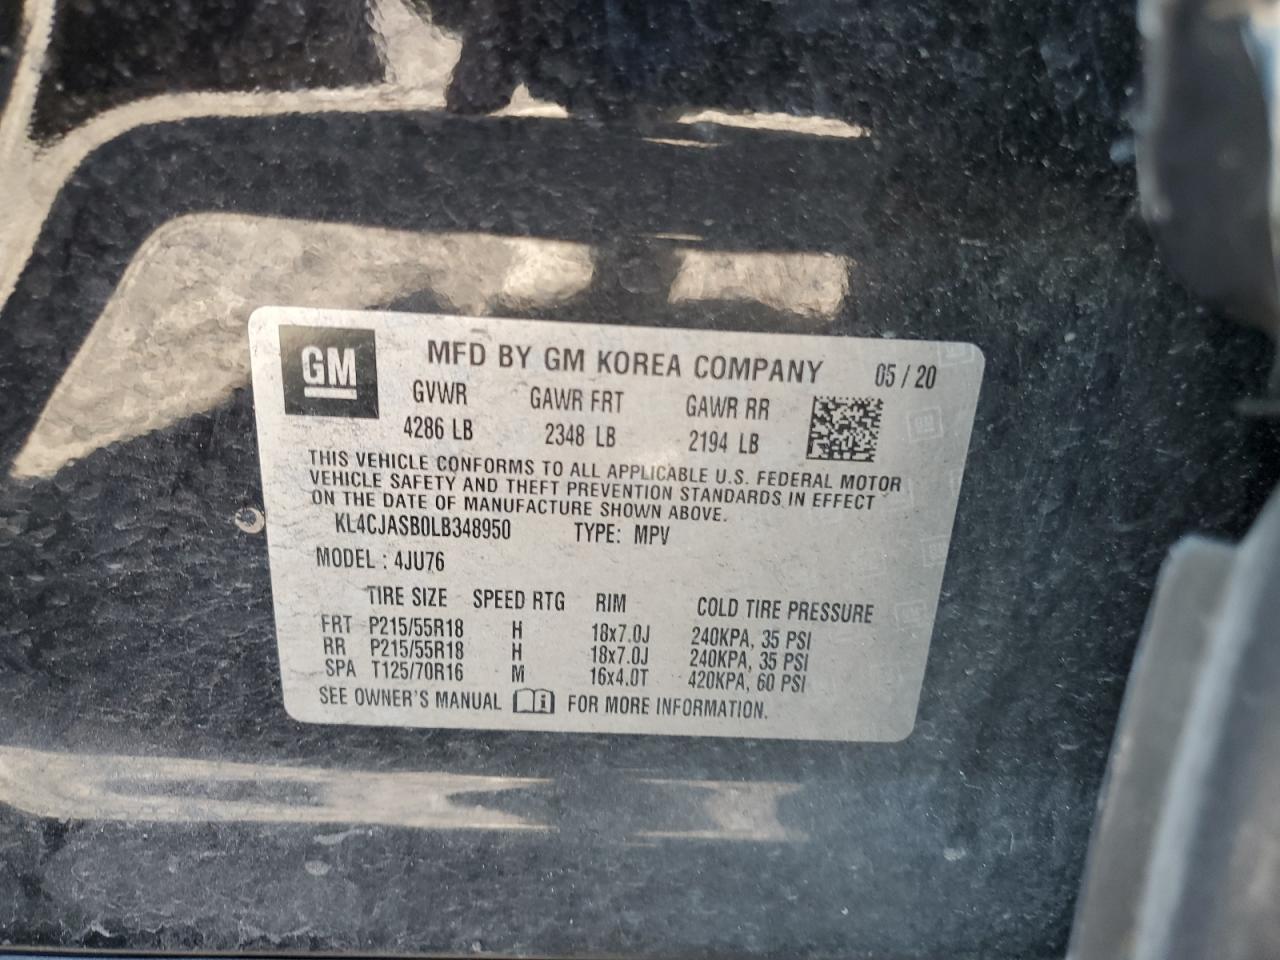 GM
MFD BY GM KOREA COMPANY 05 / 20
GVWR GAWR FRT GAWR RR
4286 LB 2348 LB 2194 LB
THIS VEHICLE CONFORMS TO ALL APPLICABLE U.S. FEDERAL MOTOR
VEHICLE SAFETY AND THEFT PREVENTION STANDARDS IN EFFECT
ON THE DATE OF MANUFACTURE SHOWN ABOVE.
KL4CJASB0LB348950 TYPE: MPV
MODEL : 4JU76
TIRE SIZE SPEED RTG RIM COLD TIRE PRESSURE
FRT P215/55R18 H 18x7.0J 240KPA, 35 PSI
RR P215/55R18 H 18x7.0J 240KPA, 35 PSI
SPA T125/70R16 M 16x4.0T 420KPA, 60 PSI
SEE OWNER'S MANUAL i FOR MORE INFORMATION.